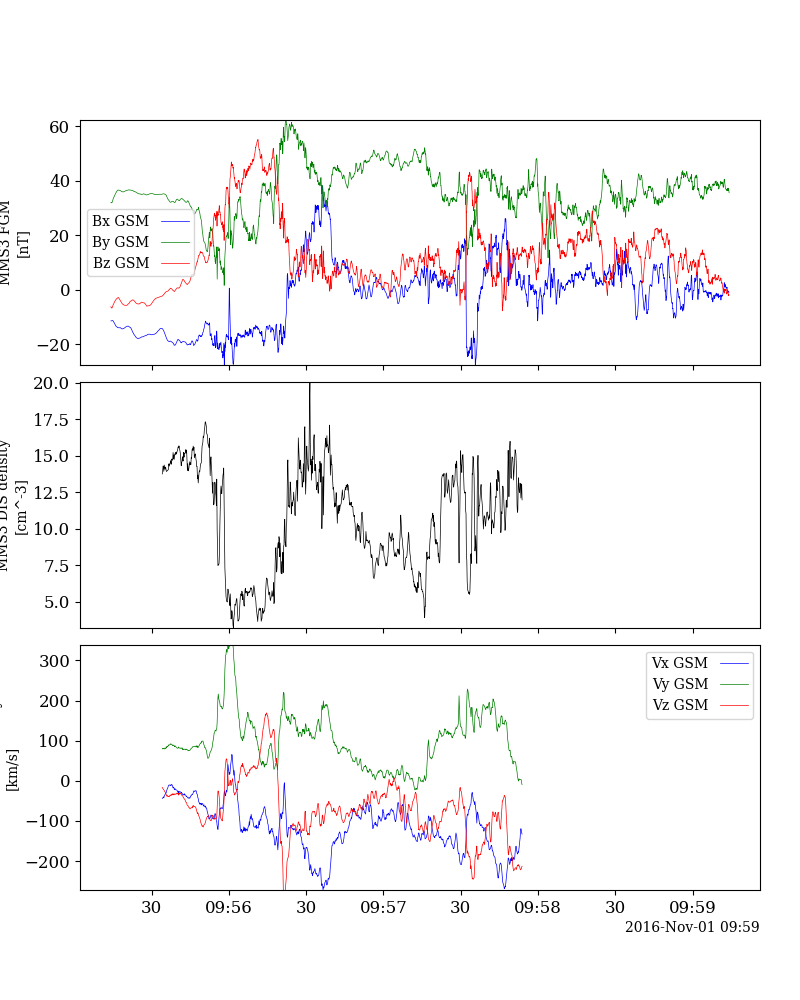 60
40
20
0
−20
MMS3 FGM
[nT]
Bx GSM
By GSM
Bz GSM
20.0
17.5
15.0
12.5
10.0
7.5
5.0
MMS3 DIS density
[cm^-3]
300
200
100
0
−100
−200
[km/s]
Vx GSM
Vy GSM
Vz GSM
30 09:56 30 09:57 30 09:58 30 09:59
2016-Nov-01 09:59